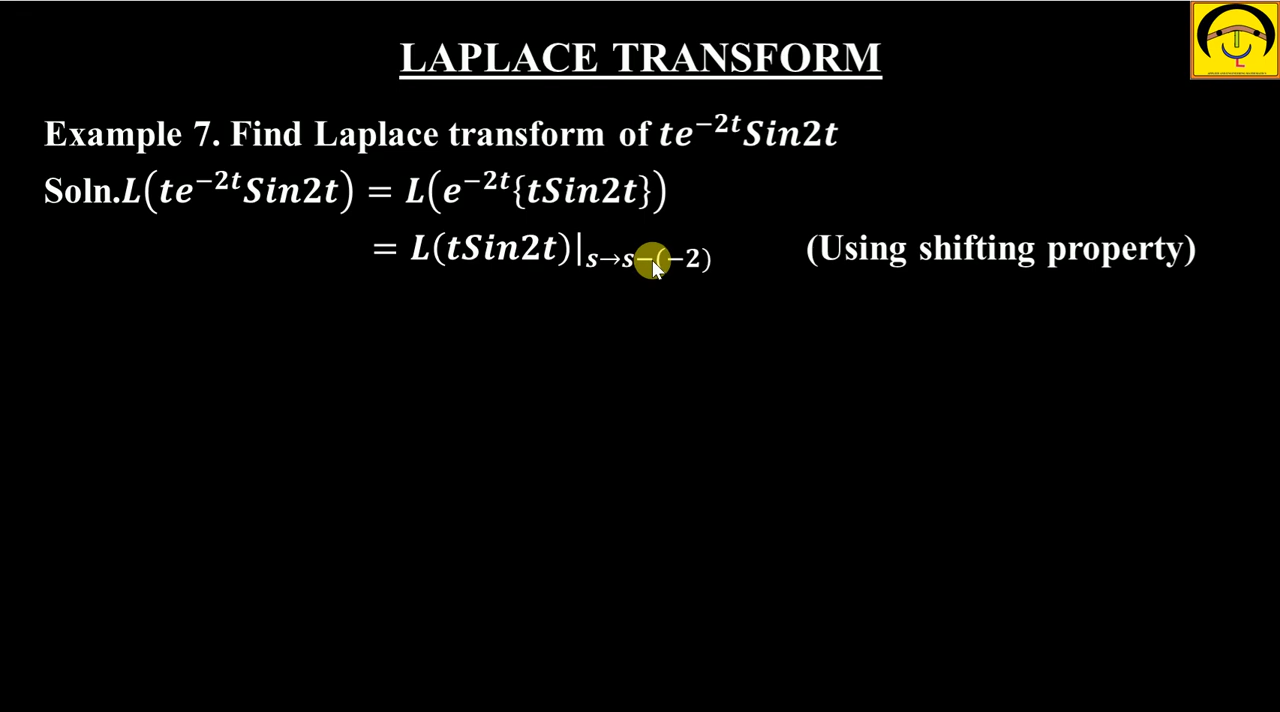 LAPLACE TRANSFORM
Example 7. Find Laplace transform of $te^{-2t}Sin2t$
Soln.$L(te^{-2t}Sin2t) = L(e^{-2t}\{tSin2t\})$
$= L(tSin2t)|_{s→s-(-2)}$ (Using shifting property)